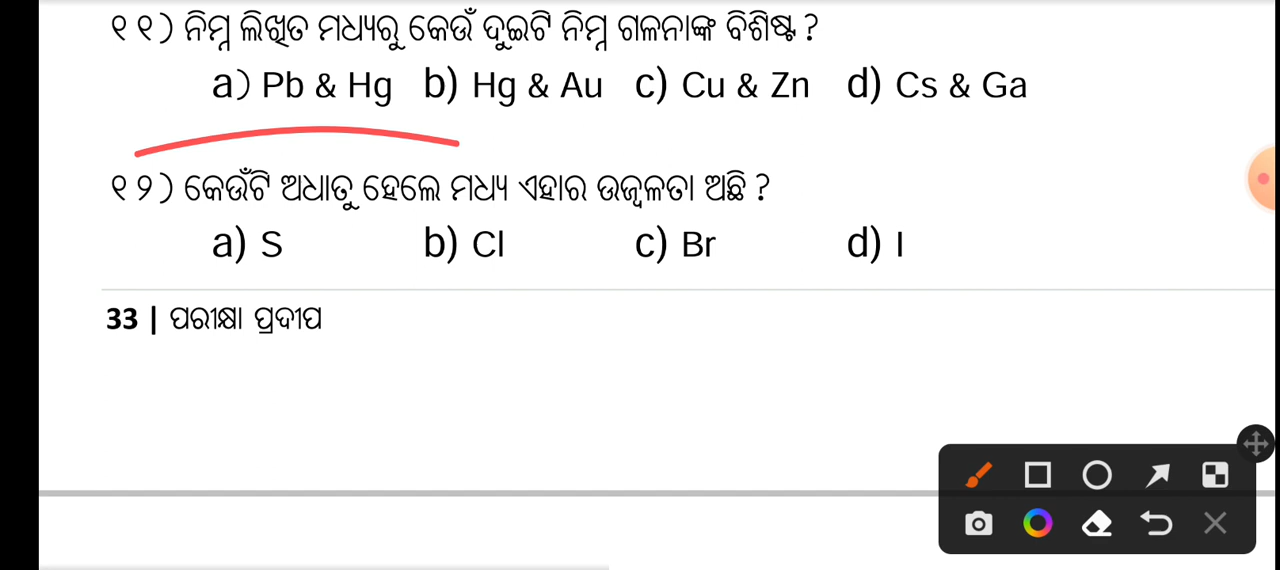 ୧୧) ନିମ୍ନ ଲିଖିତ ମଧ୍ୟରୁ କେଉଁ ଦୁଇଟି ନିମ୍ନ ଗଳନାଙ୍କ ବିଶିଷ୍ଟ ?
a) Pb & Hg b) Hg & Au c) Cu & Zn d) Cs & Ga
୧୨) କେଉଁଟି ଅଧାତୁ ହେଲେ ମଧ୍ୟ ଏହାର ଉଜ୍ୱଳତା ଅଛି ?
a) S b) Cl c) Br d) I
33 | ପରୀକ୍ଷା ପ୍ରଦୀପ